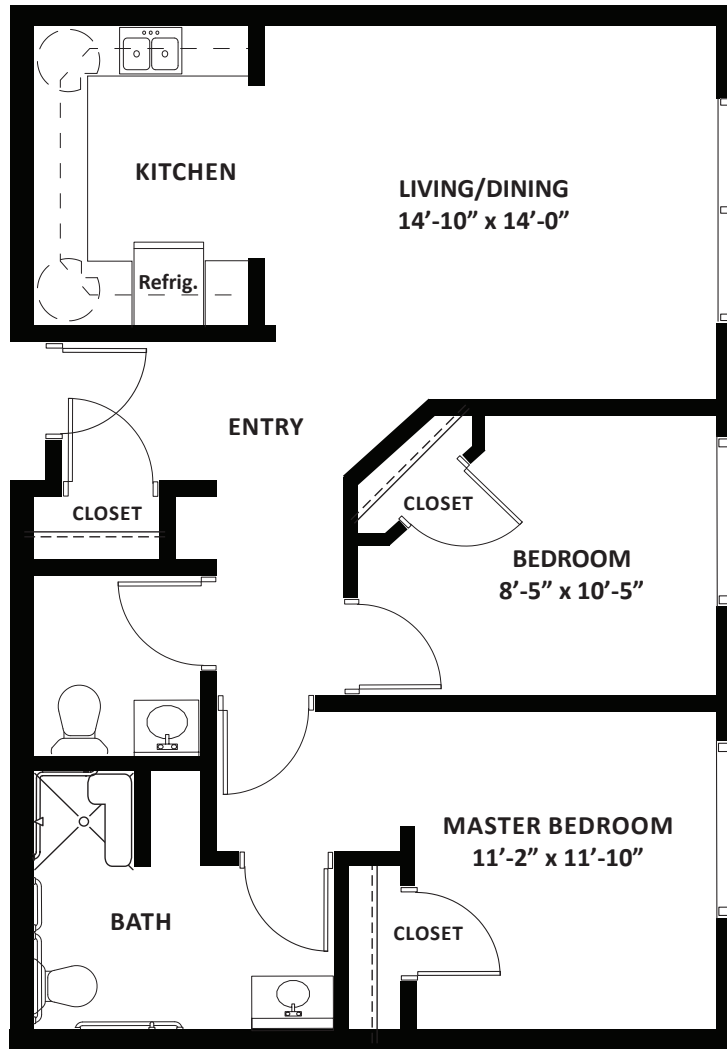 KITCHEN
LIVING/DINING
14’-10” x 14’-0”
Refrig.
ENTRY
CLOSET
CLOSET
BEDROOM
8’-5” x 10’-5”
MASTER BEDROOM
11’-2” x 11’-10”
BATH
CLOSET